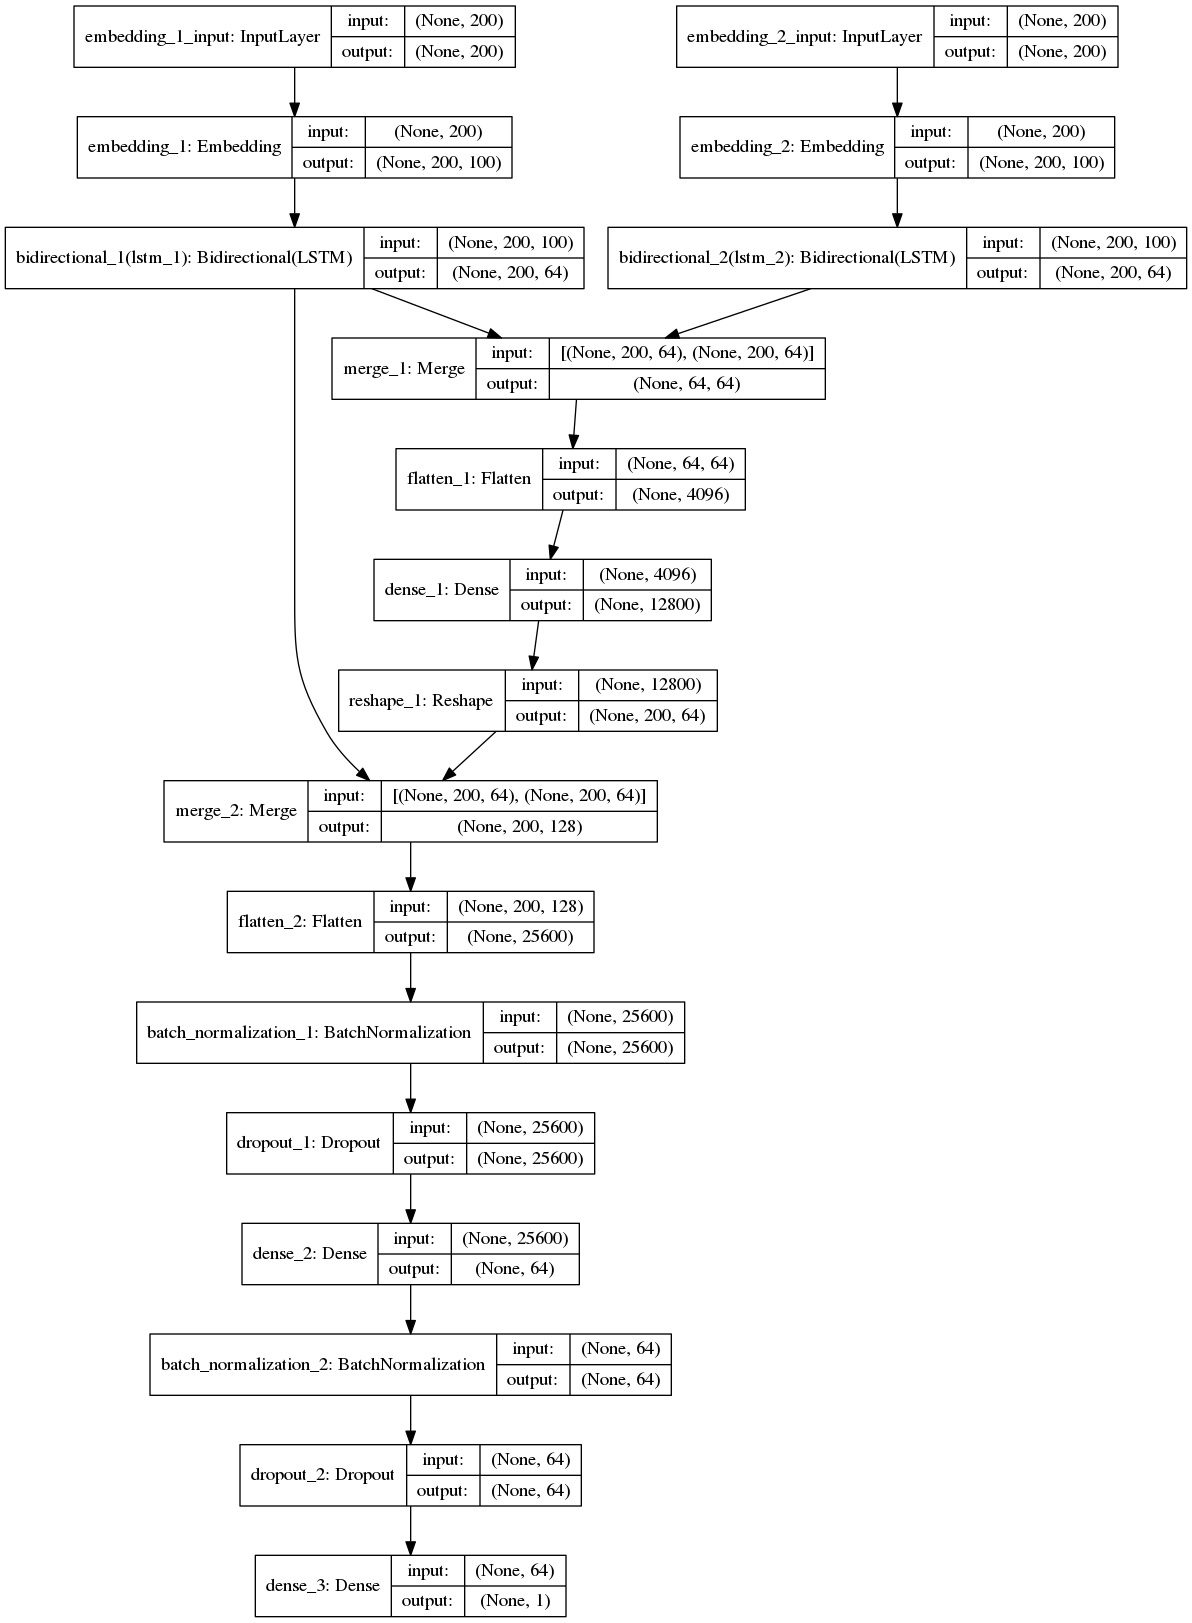 embedding_1_input: InputLayer input: (None, 200)
output: (None, 200)
embedding_2_input: InputLayer input: (None, 200)
output: (None, 200)
embedding_1: Embedding input: (None, 200)
output: (None, 200, 100)
embedding_2: Embedding input: (None, 200)
output: (None, 200, 100)
bidirectional_1(lstm_1): Bidirectional(LSTM) input: (None, 200, 100)
output: (None, 200, 64)
bidirectional_2(lstm_2): Bidirectional(LSTM) input: (None, 200, 100)
output: (None, 200, 64)
merge_1: Merge input: [(None, 200, 64), (None, 200, 64)]
output: (None, 64, 64)
flatten_1: Flatten input: (None, 64, 64)
output: (None, 4096)
dense_1: Dense input: (None, 4096)
output: (None, 12800)
reshape_1: Reshape input: (None, 12800)
output: (None, 200, 64)
merge_2: Merge input: [(None, 200, 64), (None, 200, 64)]
output: (None, 200, 128)
flatten_2: Flatten input: (None, 200, 128)
output: (None, 25600)
batch_normalization_1: BatchNormalization input: (None, 25600)
output: (None, 25600)
dropout_1: Dropout input: (None, 25600)
output: (None, 25600)
dense_2: Dense input: (None, 25600)
output: (None, 64)
batch_normalization_2: BatchNormalization input: (None, 64)
output: (None, 64)
dropout_2: Dropout input: (None, 64)
output: (None, 64)
dense_3: Dense input: (None, 64)
output: (None, 1)